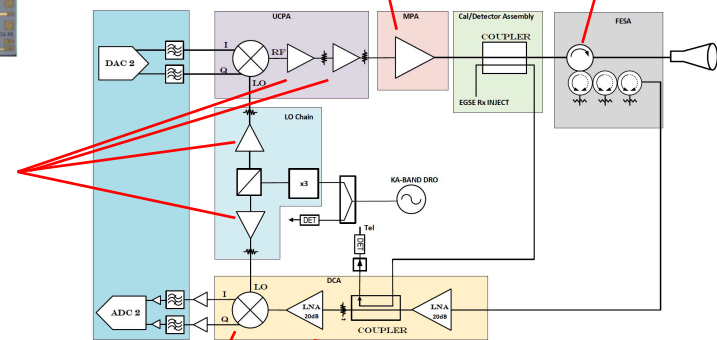 UCPA
MPA
Cal/Detector Assembly
FESA
COUPLER
DAC 2
I
Q
RF
LO
EGSE Rx INJECT
LO Chain
x3
KA-BAND DRO
DET
Tel
DET
DCA
LO
I
Q
ADC 2
LNA
20dB
LNA
20dB
COUPLER